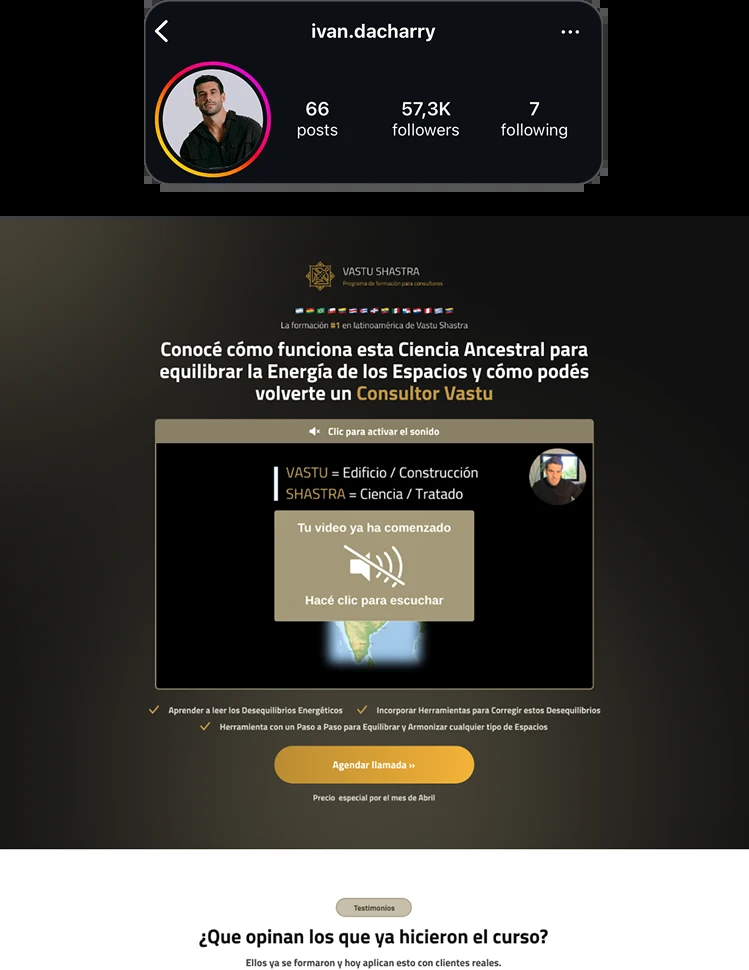 ivan.dacharry
66
57,3K
7
posts
followers
following
VASTU SHASTRA
Programa de formación para consultores
La formación #1 en latinoamérica de Vastu Shastra
Conocé cómo funciona esta Ciencia Ancestral para
equilibrar la Energía de los Espacios y cómo podés
volverte un Consultor Vastu
Clic para activar el sonido
VASTU = Edificio / Construcción
SHASTRA = Ciencia / Tratado
Tu video ya ha comenzado
Hacé clic para escuchar
Aprender a leer los Desequilibrios Energéticos
Incorporar Herramientas para Corregir estos Desequilibrios
Herramienta con un Paso a Paso para Equilibrar y Armonizar cualquier tipo de Espacios
Agendar llamada »
Precio especial por el mes de Abril
Testimonios
¿Que opinan los que ya hicieron el curso?
Ellos ya se formaron y hoy aplican esto con clientes reales.